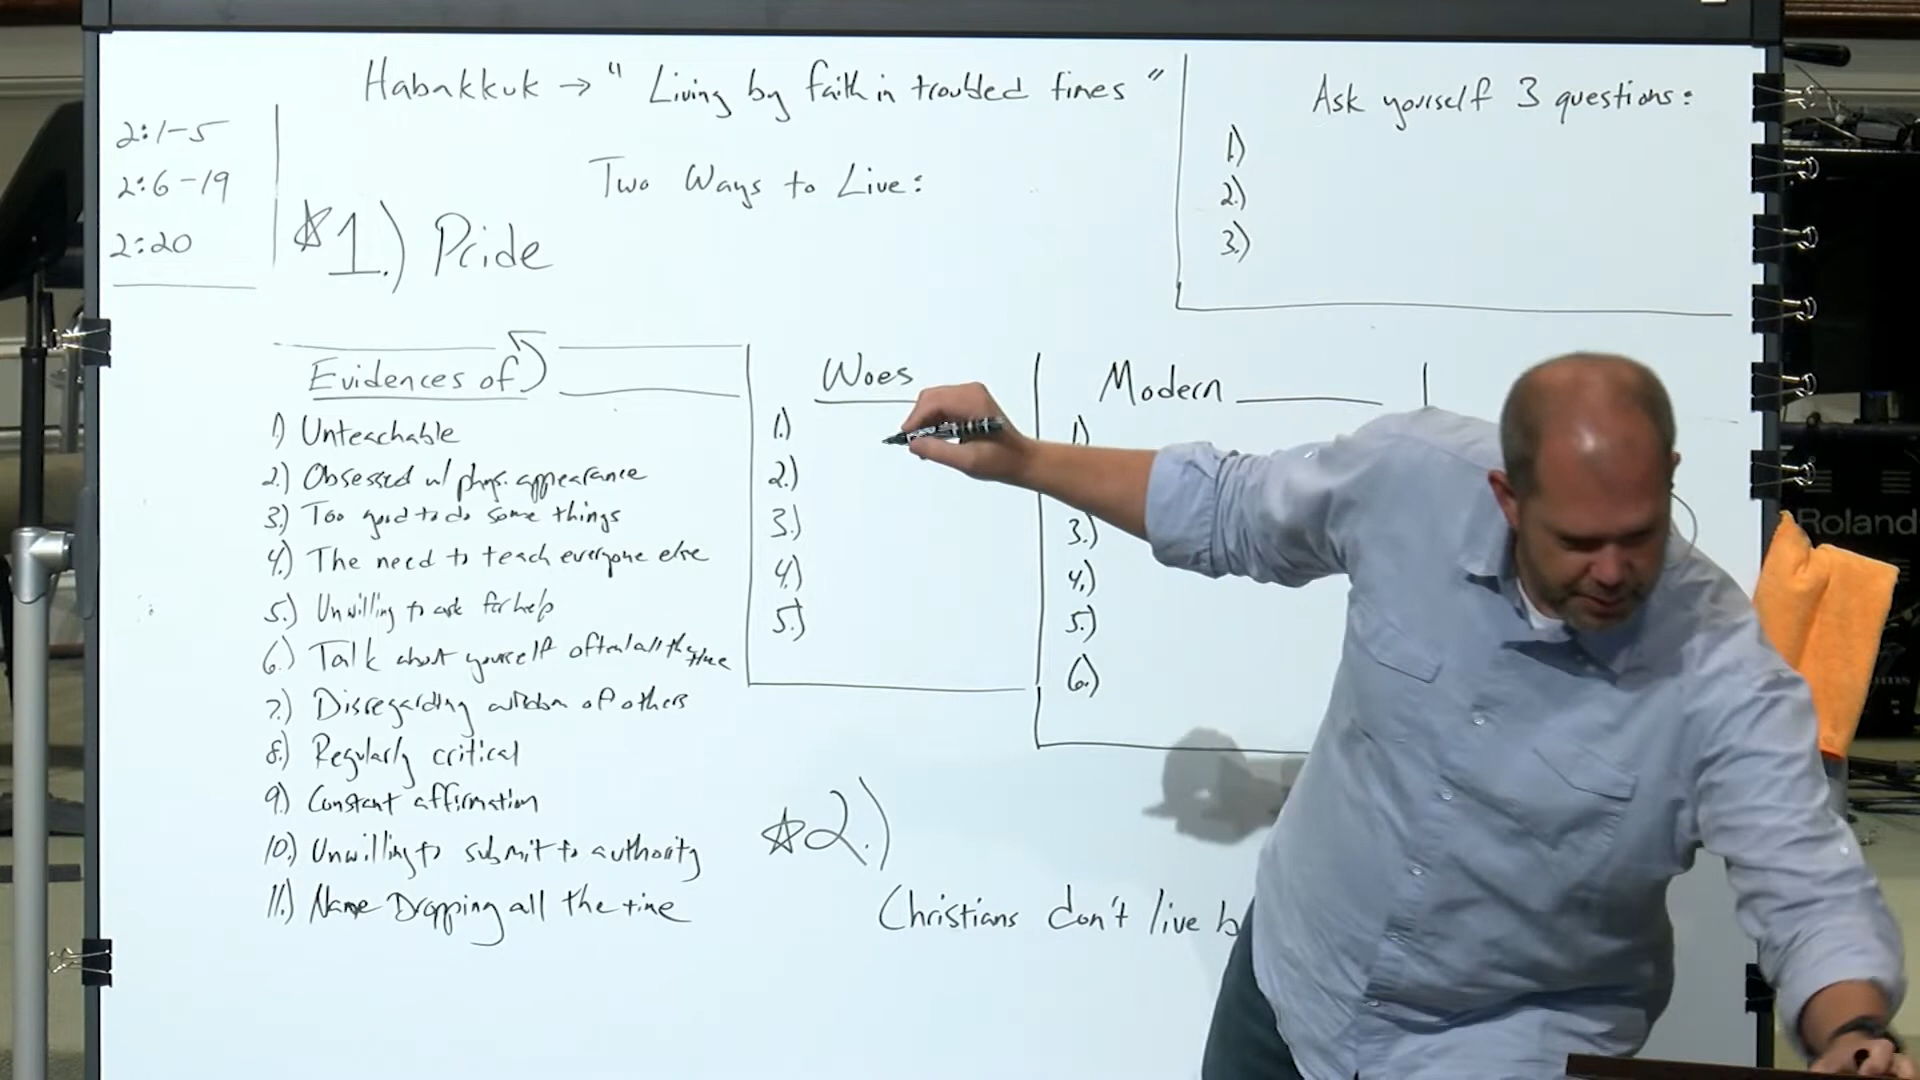 Habakkuk → "Living by faith in troubled times"
2:1-5
2:6-19
2:20
Two Ways to Live:
☆1.) Pride
Ask yourself 3 questions:
1.)
2.)
3.)
Evidences of
1.) Unteachable
2.) Obsessed w/ phys. appearance
3.) Too good to do some things
4.) The need to teach everyone else
5.) Unwilling to ask for help
6.) Talk about yourself often/all the time
7.) Disregarding wisdom of others
8.) Regularly critical
9.) Constant affirmation
10.) Unwilling to submit to authority
11.) Name Dropping all the time
Woes
1.)
2.)
3.)
4.)
5.)
Modern ______
1.)
3.)
4.)
5.)
6.)
☆2.)
Christians don't live b
Roland